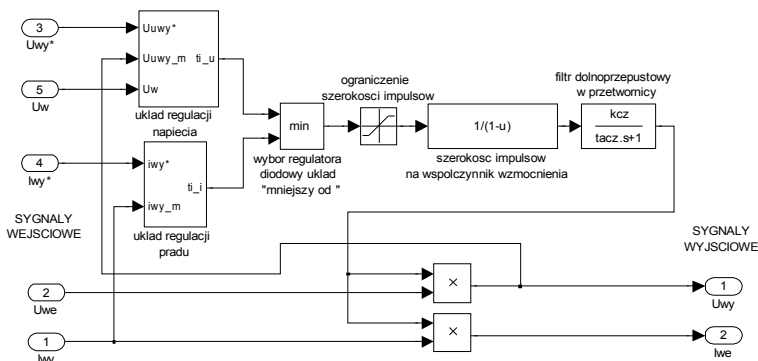 3
Uwy*
5
Uw
Uuwy*
Uuwy_m
ti_u
Uw
uklad regulacji
napiecia
4
Iwy*
iwy*
ti_i
iwy_m
uklad regulacji
pradu
min
wybor regulatora
diodowy uklad
"mniejszy od "
ograniczenie
szerokosci impulsow
1/(1-u)
szerokosc impulsow
na wspolczynnik wzmocnienia
filtr dolnoprzepustowy
w przetwornicy
kcz
tacz.s+1
SYGNALY
WEJSCIOWE
2
Uwe
1
Iwy
×
×
SYGNALY
WYJSCIOWE
1
Uwy
2
Iwe